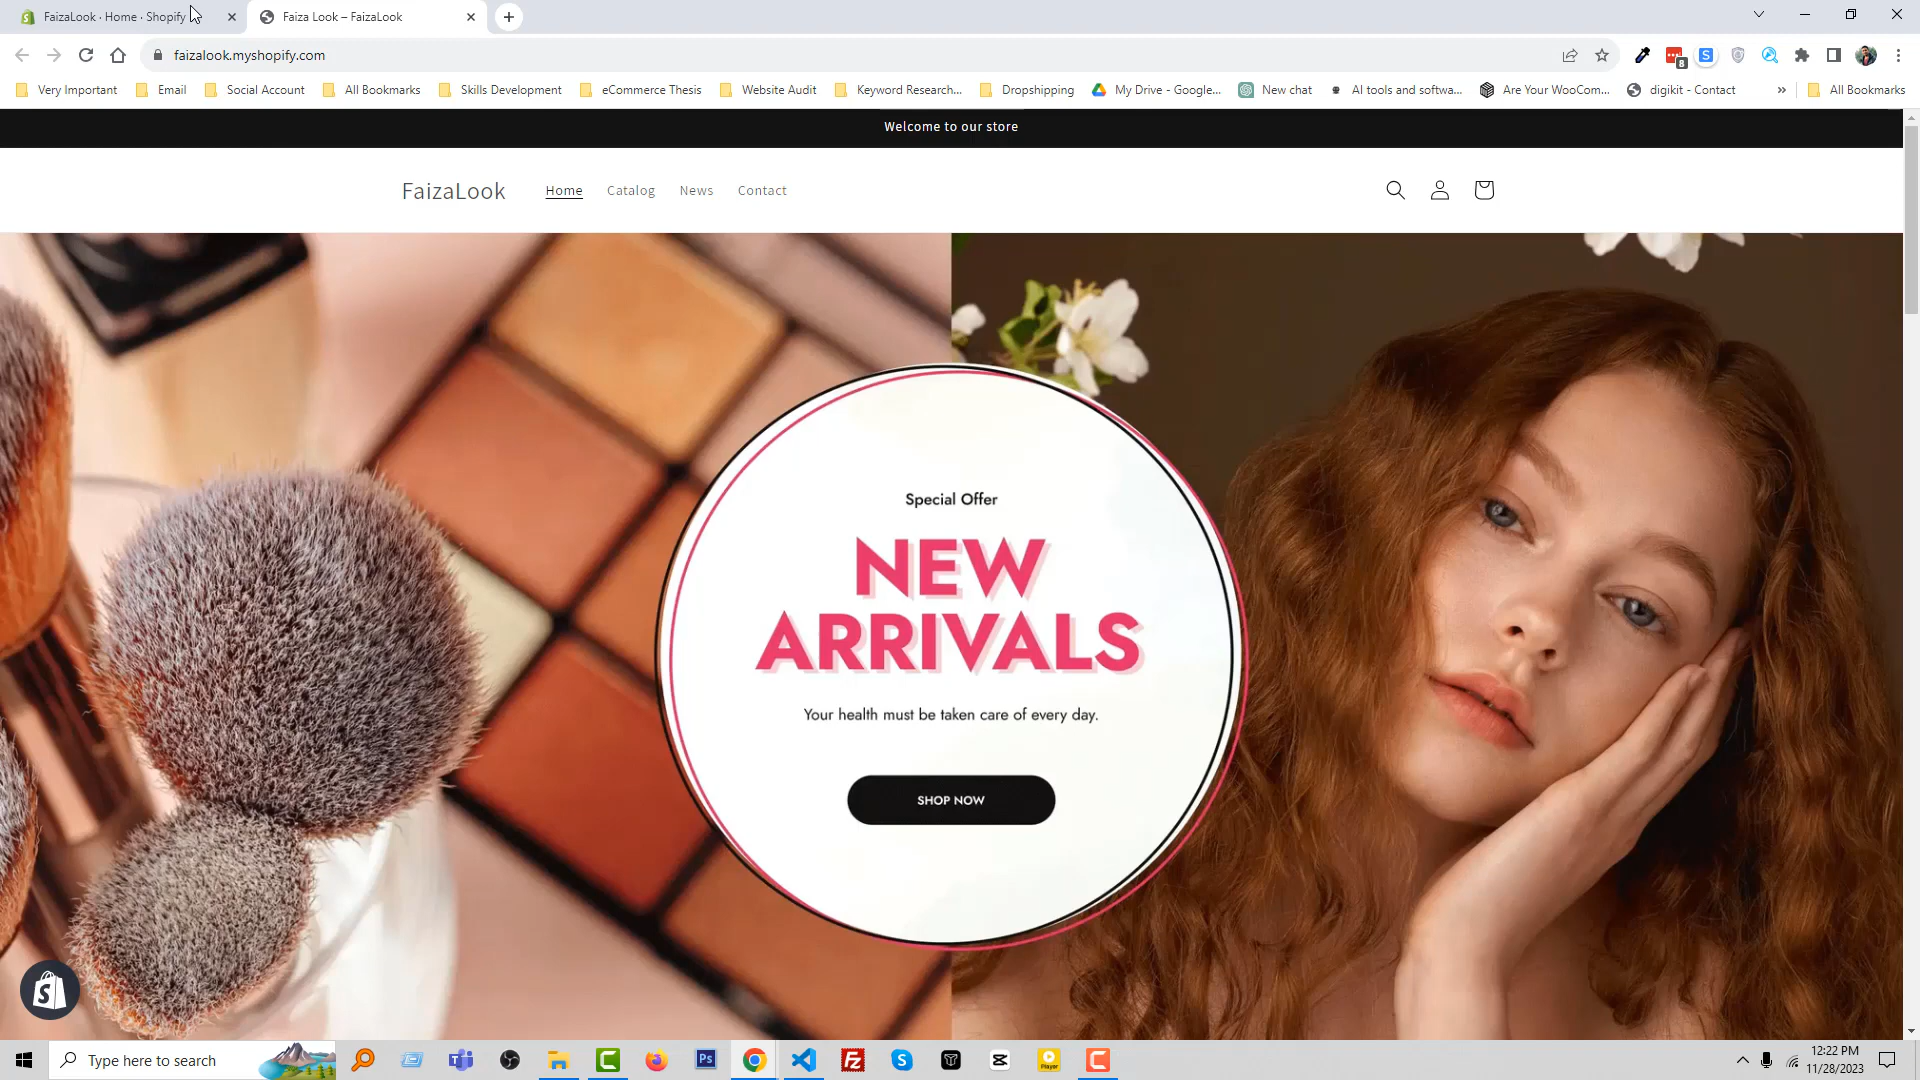 FaizaLook · Home · Shopify
Faiza Look – FaizaLook
faizalook.myshopify.com
8
Very Important
Email
Social Account
All Bookmarks
Skills Development
eCommerce Thesis
Website Audit
Keyword Research...
Dropshipping
My Drive - Google...
New chat
AI tools and softwa...
Are Your WooCom...
digikit - Contact
»
All Bookmarks
Welcome to our store
FaizaLook
Home
Catalog
News
Contact
Special Offer
NEW
ARRIVALS
Your health must be taken care of every day.
SHOP NOW
Type here to search
Ps
Player
12:22 PM
11/28/2023